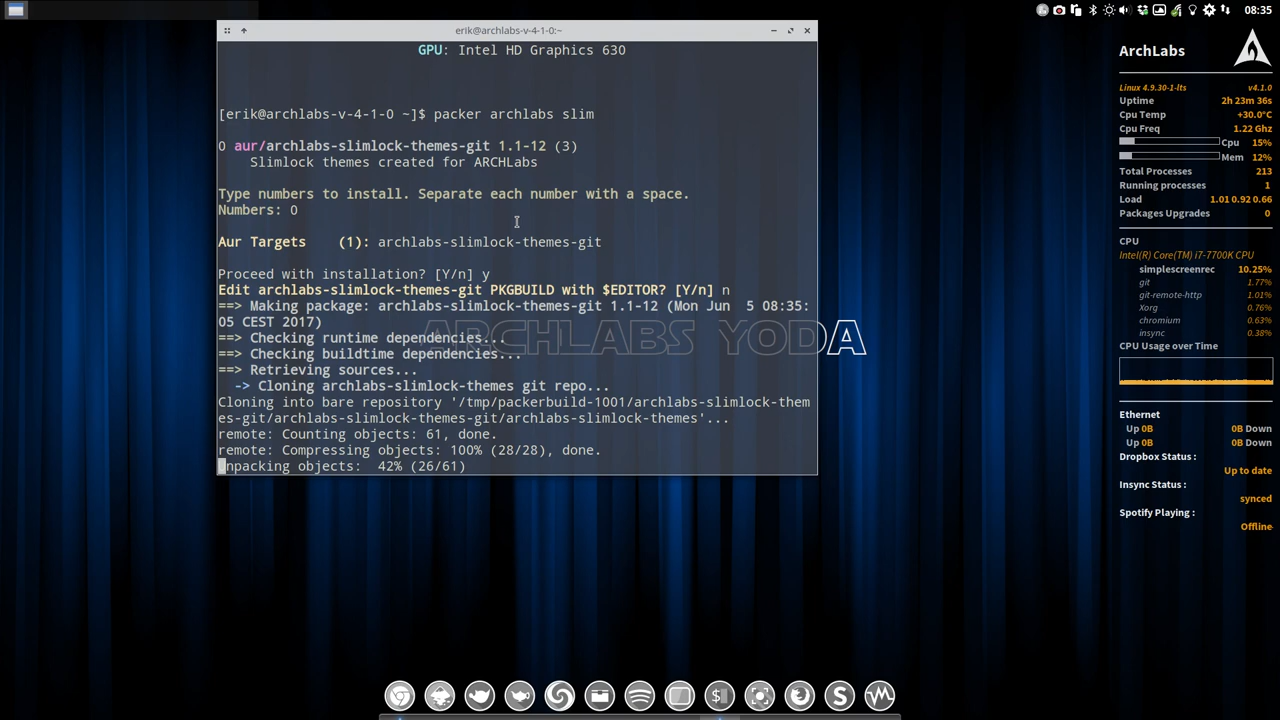 08:35
erik@archlabs-v-4-1-0:~
GPU: Intel HD Graphics 630
[erik@archlabs-v-4-1-0 ~]$ packer archlabs slim
0 aur/archlabs-slimlock-themes-git 1.1-12 (3)
Slimlock themes created for ARCHLabs
Type numbers to install. Separate each number with a space.
Numbers: 0
Aur Targets    (1): archlabs-slimlock-themes-git
Proceed with installation? [Y/n] y
Edit archlabs-slimlock-themes-git PKGBUILD with $EDITOR? [Y/n] n
==> Making package: archlabs-slimlock-themes-git 1.1-12 (Mon Jun  5 08:35:
05 CEST 2017)
==> Checking runtime dependencies...
==> Checking buildtime dependencies...
==> Retrieving sources...
-> Cloning archlabs-slimlock-themes git repo...
Cloning into bare repository '/tmp/packerbuild-1001/archlabs-slimlock-them
es-git/archlabs-slimlock-themes-git/archlabs-slimlock-themes'...
remote: Counting objects: 61, done.
remote: Compressing objects: 100% (28/28), done.
npacking objects:  42% (26/61)
ARCHLABS YODA
ArchLabs
Linux 4.9.30-1-lts v4.1.0
Uptime 2h 23m 36s
Cpu Temp +30.0°C
Cpu Freq 1.22 Ghz
Cpu 15%
Mem 12%
Total Processes 213
Running processes 1
Load 1.01 0.92 0.66
Packages Upgrades 0
CPU
Intel(R) Core(TM) i7-7700K CPU
simplescreenrec 10.25%
git 1.77%
git-remote-http 1.01%
Xorg 0.76%
chromium 0.63%
insync 0.38%
CPU Usage over Time
Ethernet
Up 0B 0B Down
Up 0B 0B Down
Dropbox Status :
Up to date
Insync Status :
synced
Spotify Playing :
Offline
$
S